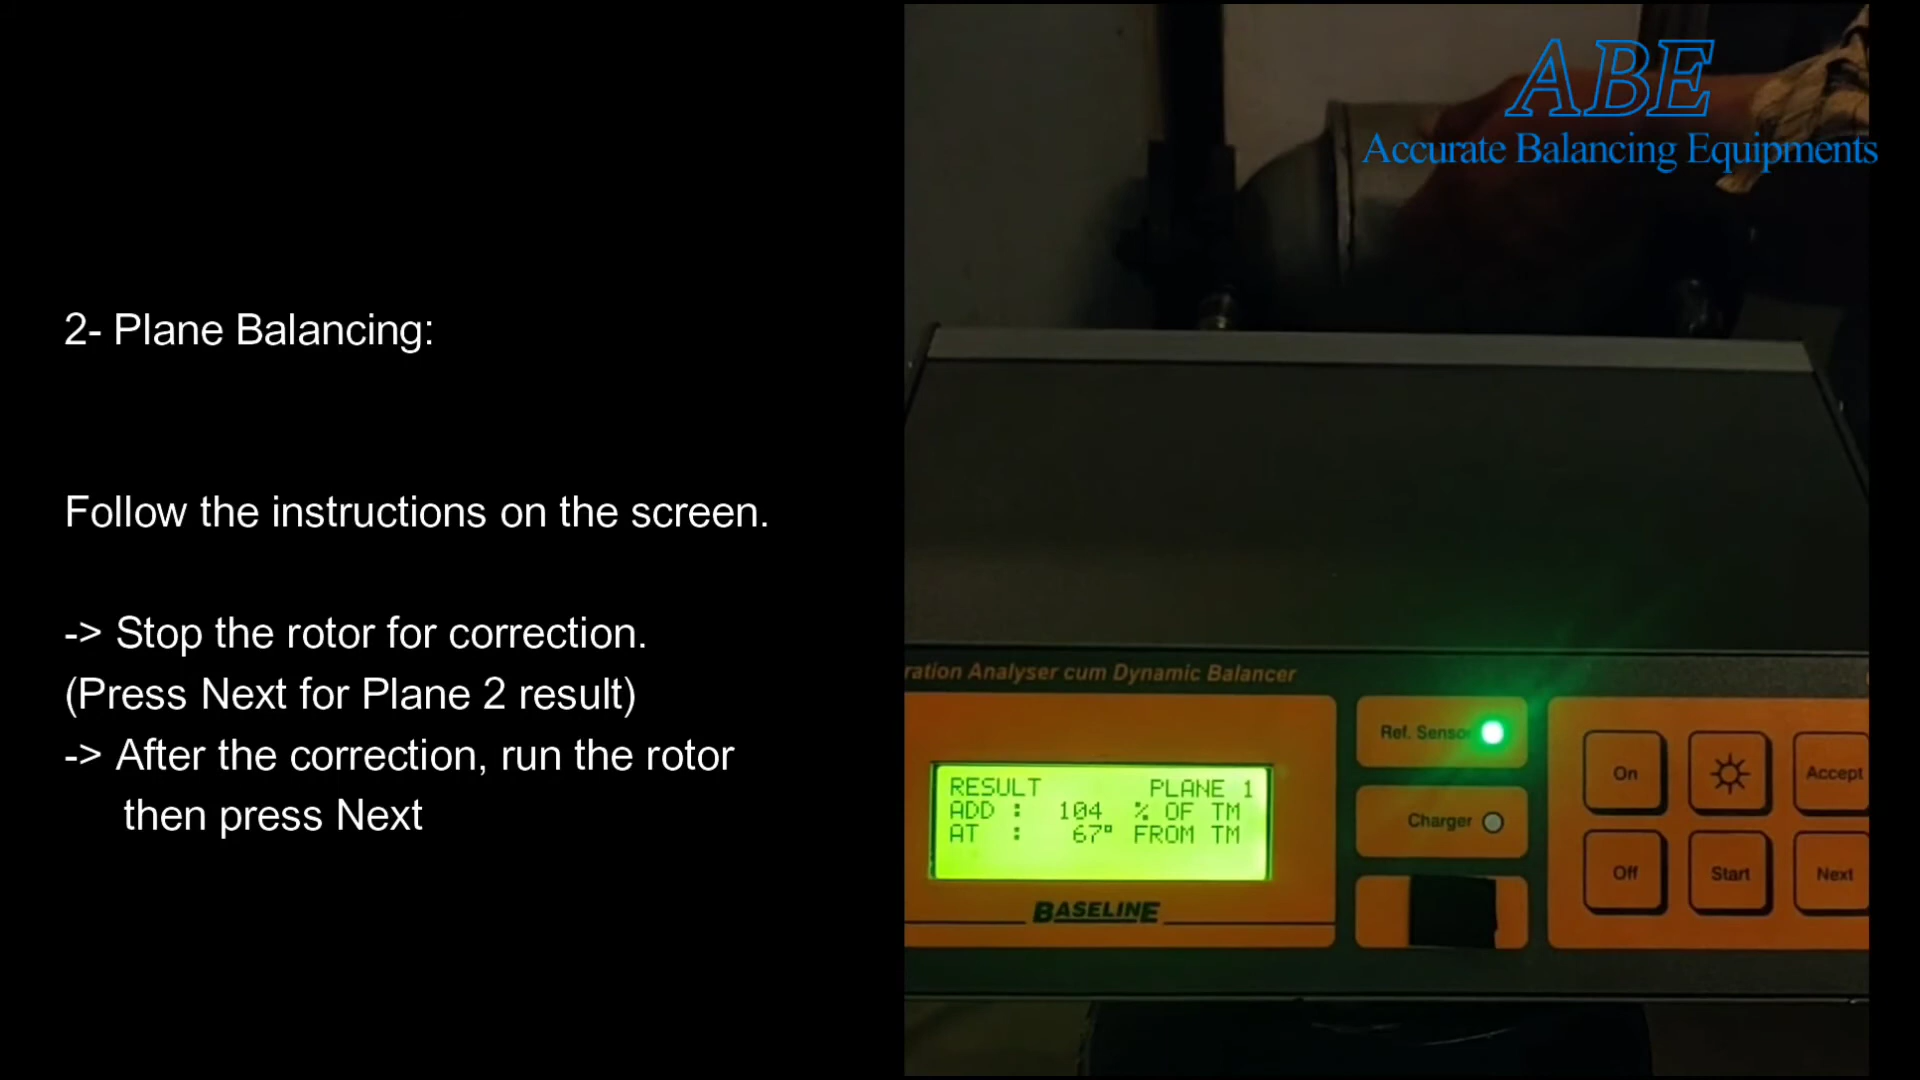 ABE
Accurate Balancing Equipments
2- Plane Balancing:
Follow the instructions on the screen.
-> Stop the rotor for correction.
(Press Next for Plane 2 result)
-> After the correction, run the rotor
then press Next
ration Analyser cum Dynamic Balancer
RESULT PLANE 1
ADD : 104 % OF TM
AT : 67° FROM TM
BASELINE
Ref. Sensor
Charger
On
Accept
Off
Start
Next